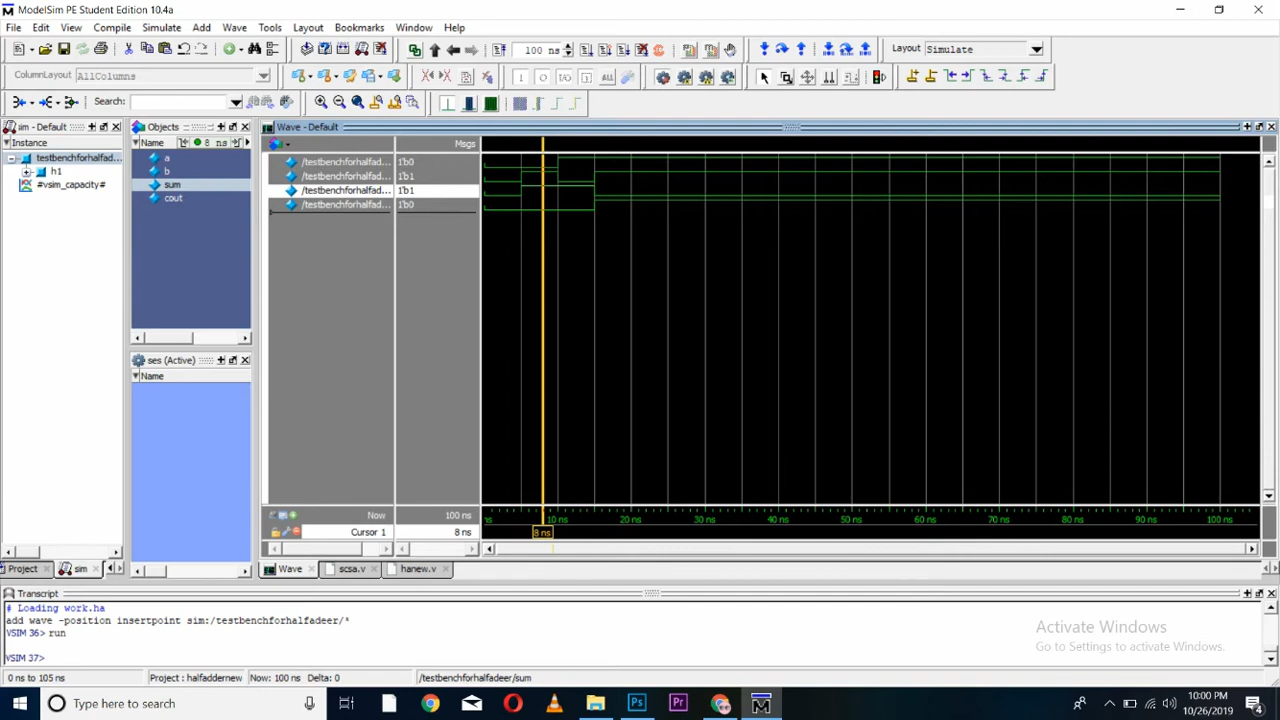 ModelSim PE Student Edition 10.4a
File Edit View Compile Simulate Add Wave Tools Layout Bookmarks Window Help
100 ns Layout Simulate
ColumnLayout AllColumns
Search:
sim - Default
Objects
Wave - Default
Instance
Name
8 ns
Msgs
testbenchforhalfad...
h1
#vsim_capacity#
a
b
sum
cout
/testbenchforhalfad... 1'b0
/testbenchforhalfad... 1'b1
/testbenchforhalfad... 1'b1
/testbenchforhalfad... 1'b0
ses (Active)
Name
Now 100 ns
Cursor 1 8 ns
ns 10 ns 20 ns 30 ns 40 ns 50 ns 60 ns 70 ns 80 ns 90 ns 100 ns
8 ns
Project sim
Wave scsa.v hanew.v
Transcript
# Loading work.ha
add wave -position insertpoint sim:/testbenchforhalfadeer/*
VSIM 36> run
VSIM 37>
Activate Windows
Go to Settings to activate Windows.
0 ns to 105 ns Project : halfaddernew Now: 100 ns Delta: 0 /testbenchforhalfadeer/sum
Type here to search
Ps
Pr
M
10:00 PM
10/26/2019
4